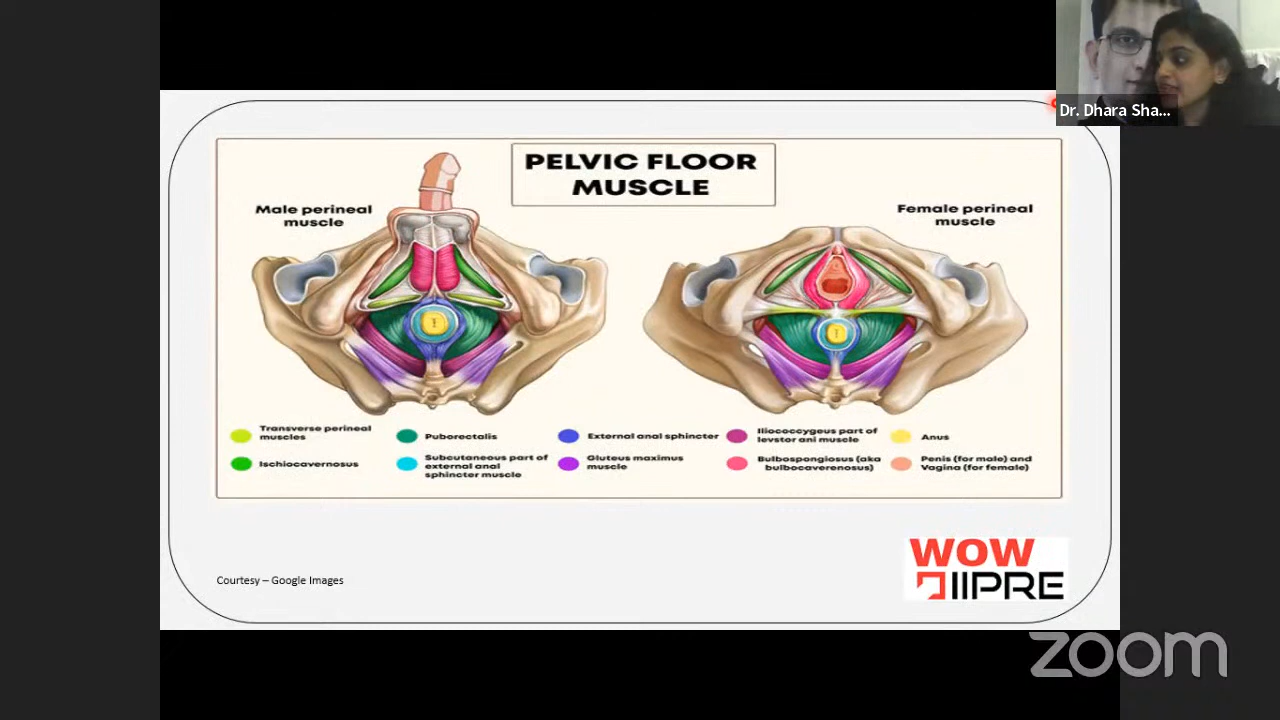 Dr. Dhara Sha...
PELVIC FLOOR
MUSCLE
Male perineal
muscle
Female perineal
muscle
Transverse perineal
muscles
Puborectalis
External anal sphincter
Iliococcygeus part of
levstor ani muscle
Anus
Ischiocavernosus
Subcutaneous part of
external anal
sphincter muscle
Gluteus maximus
muscle
Bulbospongiosus (aka
bulbocaverenosus)
Penis (for male) and
Vagina (for female)
Courtesy – Google Images
WOW
IIPRE
zoom